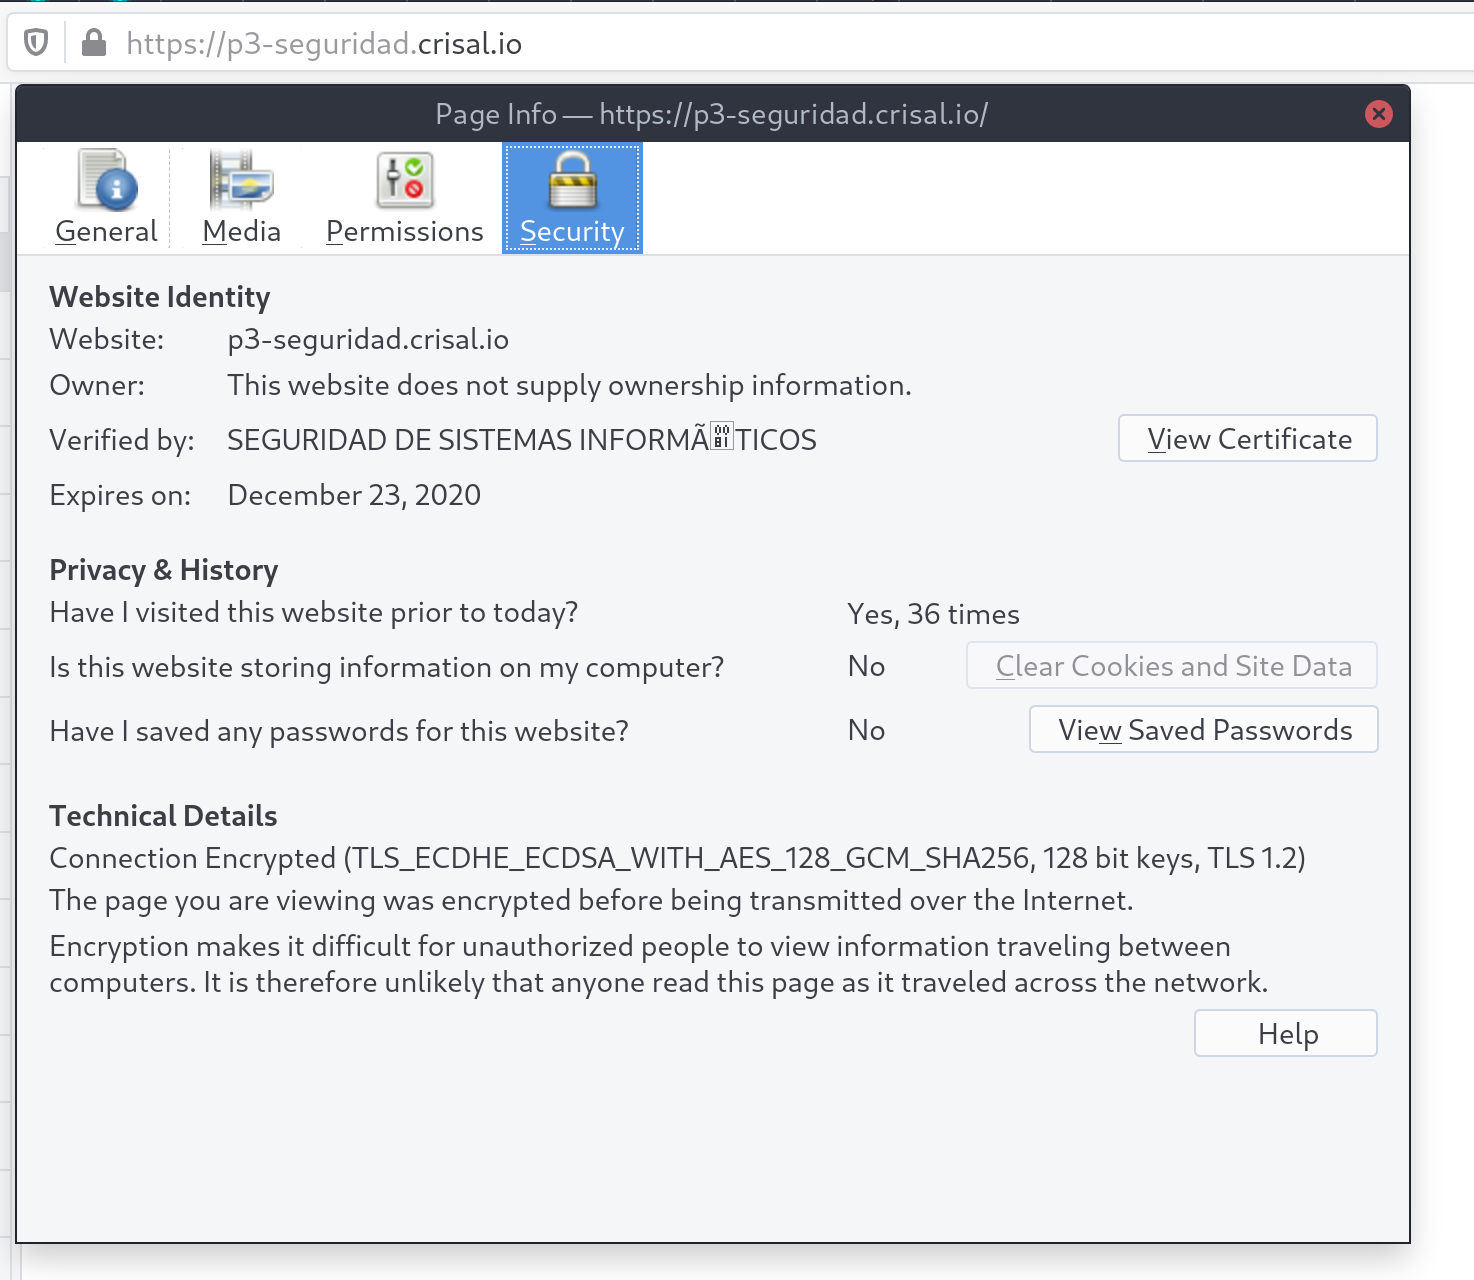 https://p3-seguridad.crisal.io
Page Info — https://p3-seguridad.crisal.io/
General Media Permissions Security
Website Identity
Website: p3-seguridad.crisal.io
Owner: This website does not supply ownership information.
Verified by: SEGURIDAD DE SISTEMAS INFORMÃTICOS View Certificate
Expires on: December 23, 2020
Privacy & History
Have I visited this website prior to today? Yes, 36 times
Is this website storing information on my computer? No Clear Cookies and Site Data
Have I saved any passwords for this website? No View Saved Passwords
Technical Details
Connection Encrypted (TLS_ECDHE_ECDSA_WITH_AES_128_GCM_SHA256, 128 bit keys, TLS 1.2)
The page you are viewing was encrypted before being transmitted over the Internet.
Encryption makes it difficult for unauthorized people to view information traveling between
computers. It is therefore unlikely that anyone read this page as it traveled across the network.
Help